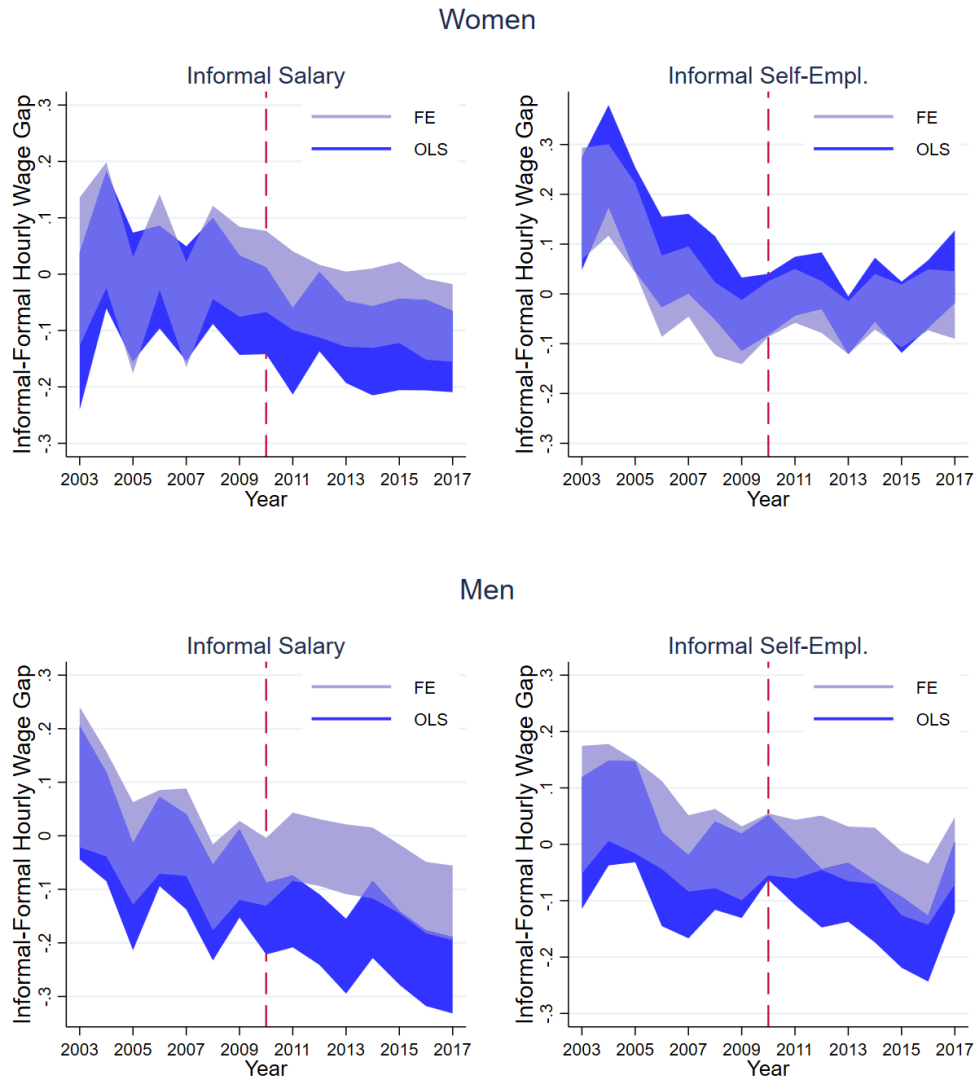 Women
Informal Salary
Informal-Formal Hourly Wage Gap
.3
.2
.1
0
-.1
-.2
-.3
FE
OLS
2003 2005 2007 2009 2011 2013 2015 2017
Year
Informal Self-Empl.
Informal-Formal Hourly Wage Gap
.3
.2
.1
0
-.1
-.2
-.3
FE
OLS
2003 2005 2007 2009 2011 2013 2015 2017
Year
Men
Informal Salary
Informal-Formal Hourly Wage Gap
.3
.2
.1
0
-.1
-.2
-.3
FE
OLS
2003 2005 2007 2009 2011 2013 2015 2017
Year
Informal Self-Empl.
Informal-Formal Hourly Wage Gap
.3
.2
.1
0
-.1
-.2
-.3
FE
OLS
2003 2005 2007 2009 2011 2013 2015 2017
Year